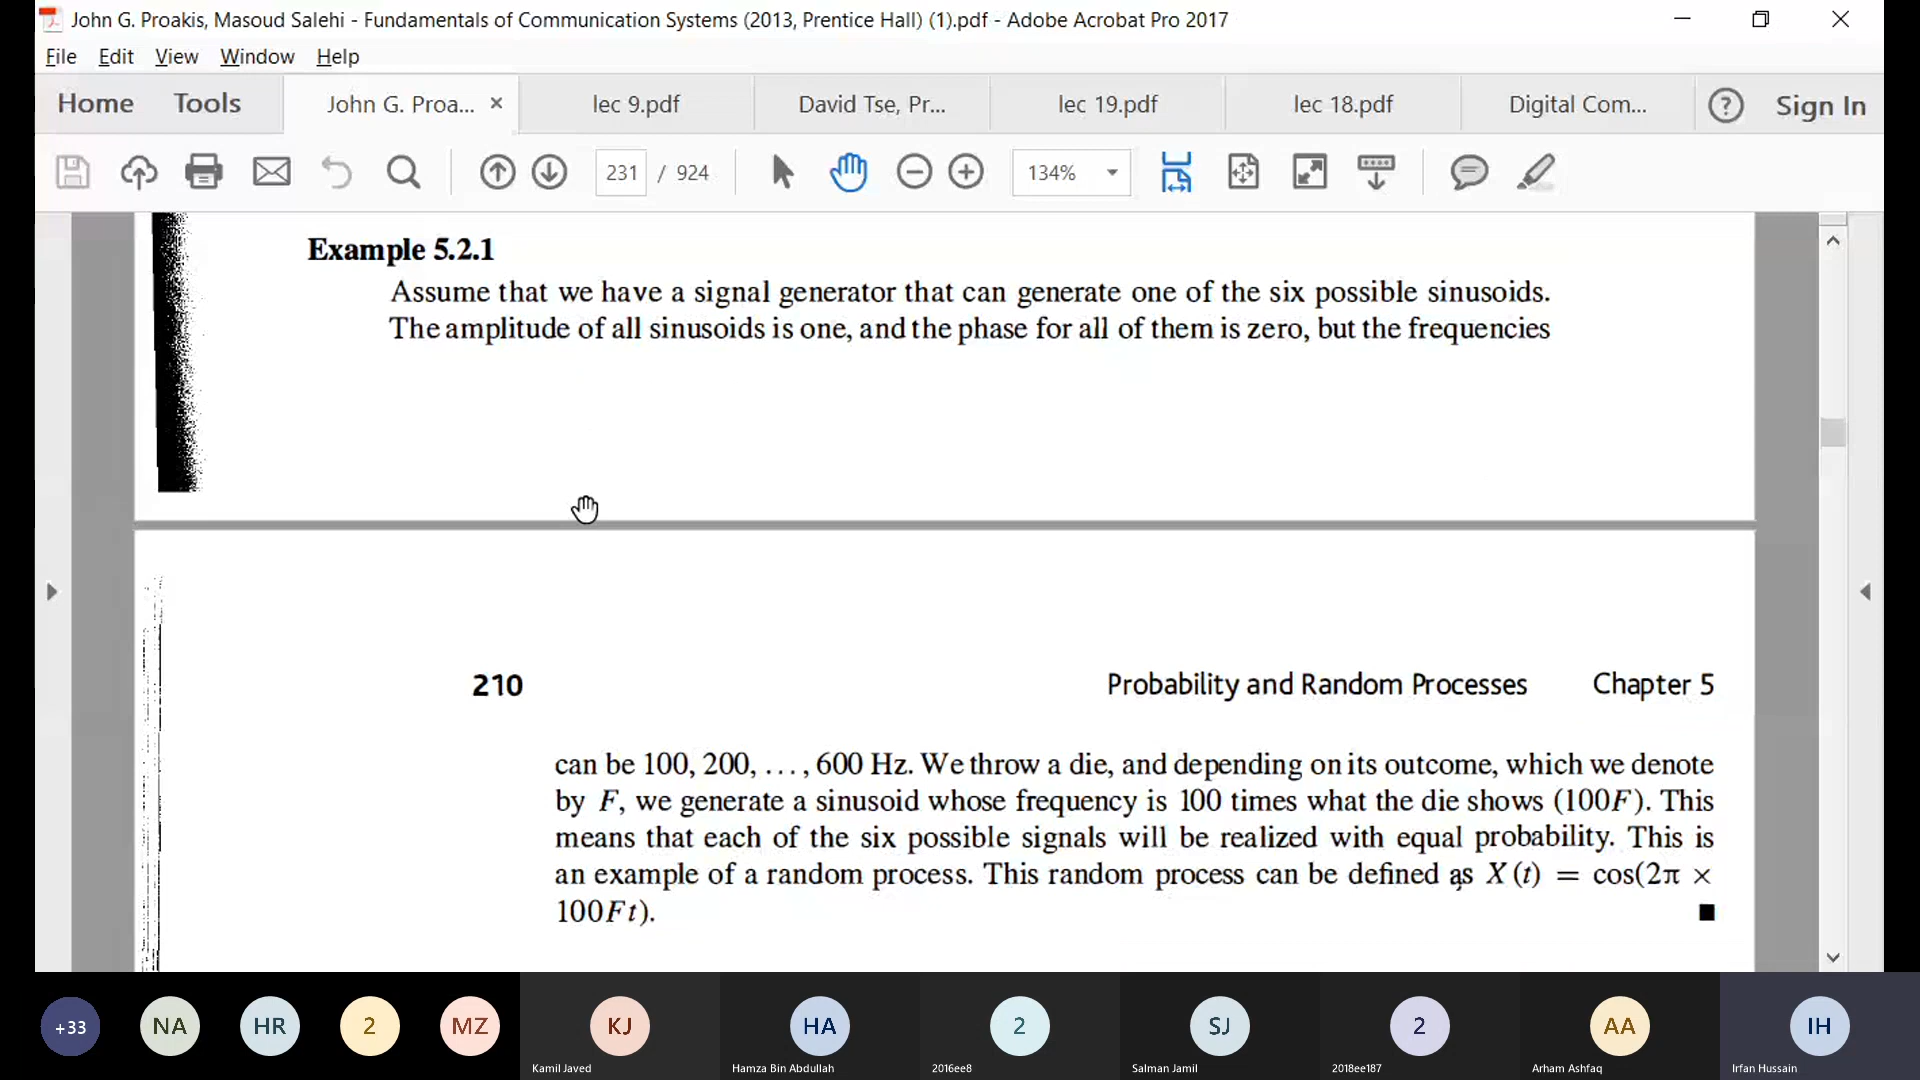 John G. Proakis, Masoud Salehi - Fundamentals of Communication Systems (2013, Prentice Hall) (1).pdf - Adobe Acrobat Pro 2017
File Edit View Window Help
Home Tools John G. Proa... × lec 9.pdf David Tse, Pr... lec 19.pdf lec 18.pdf Digital Com... ? Sign In
231 / 924 134%
Example 5.2.1
Assume that we have a signal generator that can generate one of the six possible sinusoids.
The amplitude of all sinusoids is one, and the phase for all of them is zero, but the frequencies
210 Probability and Random Processes Chapter 5
can be 100, 200, ..., 600 Hz. We throw a die, and depending on its outcome, which we denote
by F, we generate a sinusoid whose frequency is 100 times what the die shows (100F). This
means that each of the six possible signals will be realized with equal probability. This is
an example of a random process. This random process can be defined as X(t) = cos(2π ×
100Ft). ■
+33 NA HR 2 MZ KJ HA 2 SJ 2 AA IH
Kamil Javed Hamza Bin Abdullah 2016ee8 Salman Jamil 2018ee187 Arham Ashfaq Irfan Hussain